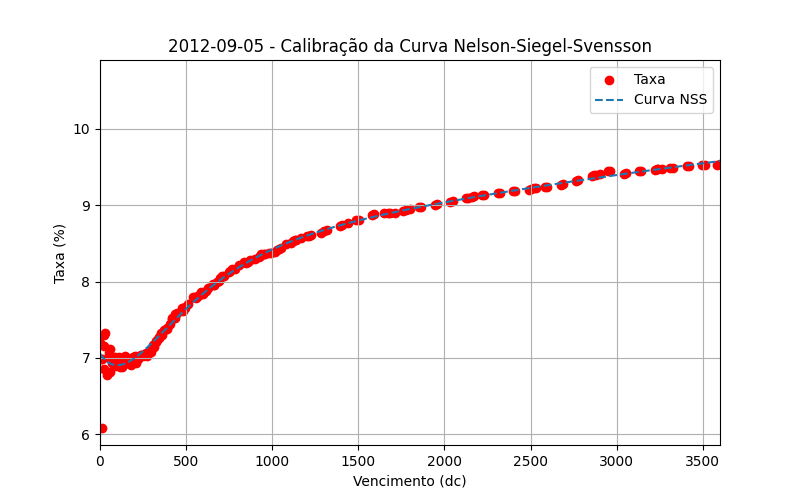 2012-09-05 - Calibração da Curva Nelson-Siegel-Svensson
Taxa
Curva NSS
Taxa (%)
10
9
8
7
6
0 500 1000 1500 2000 2500 3000 3500
Vencimento (dc)